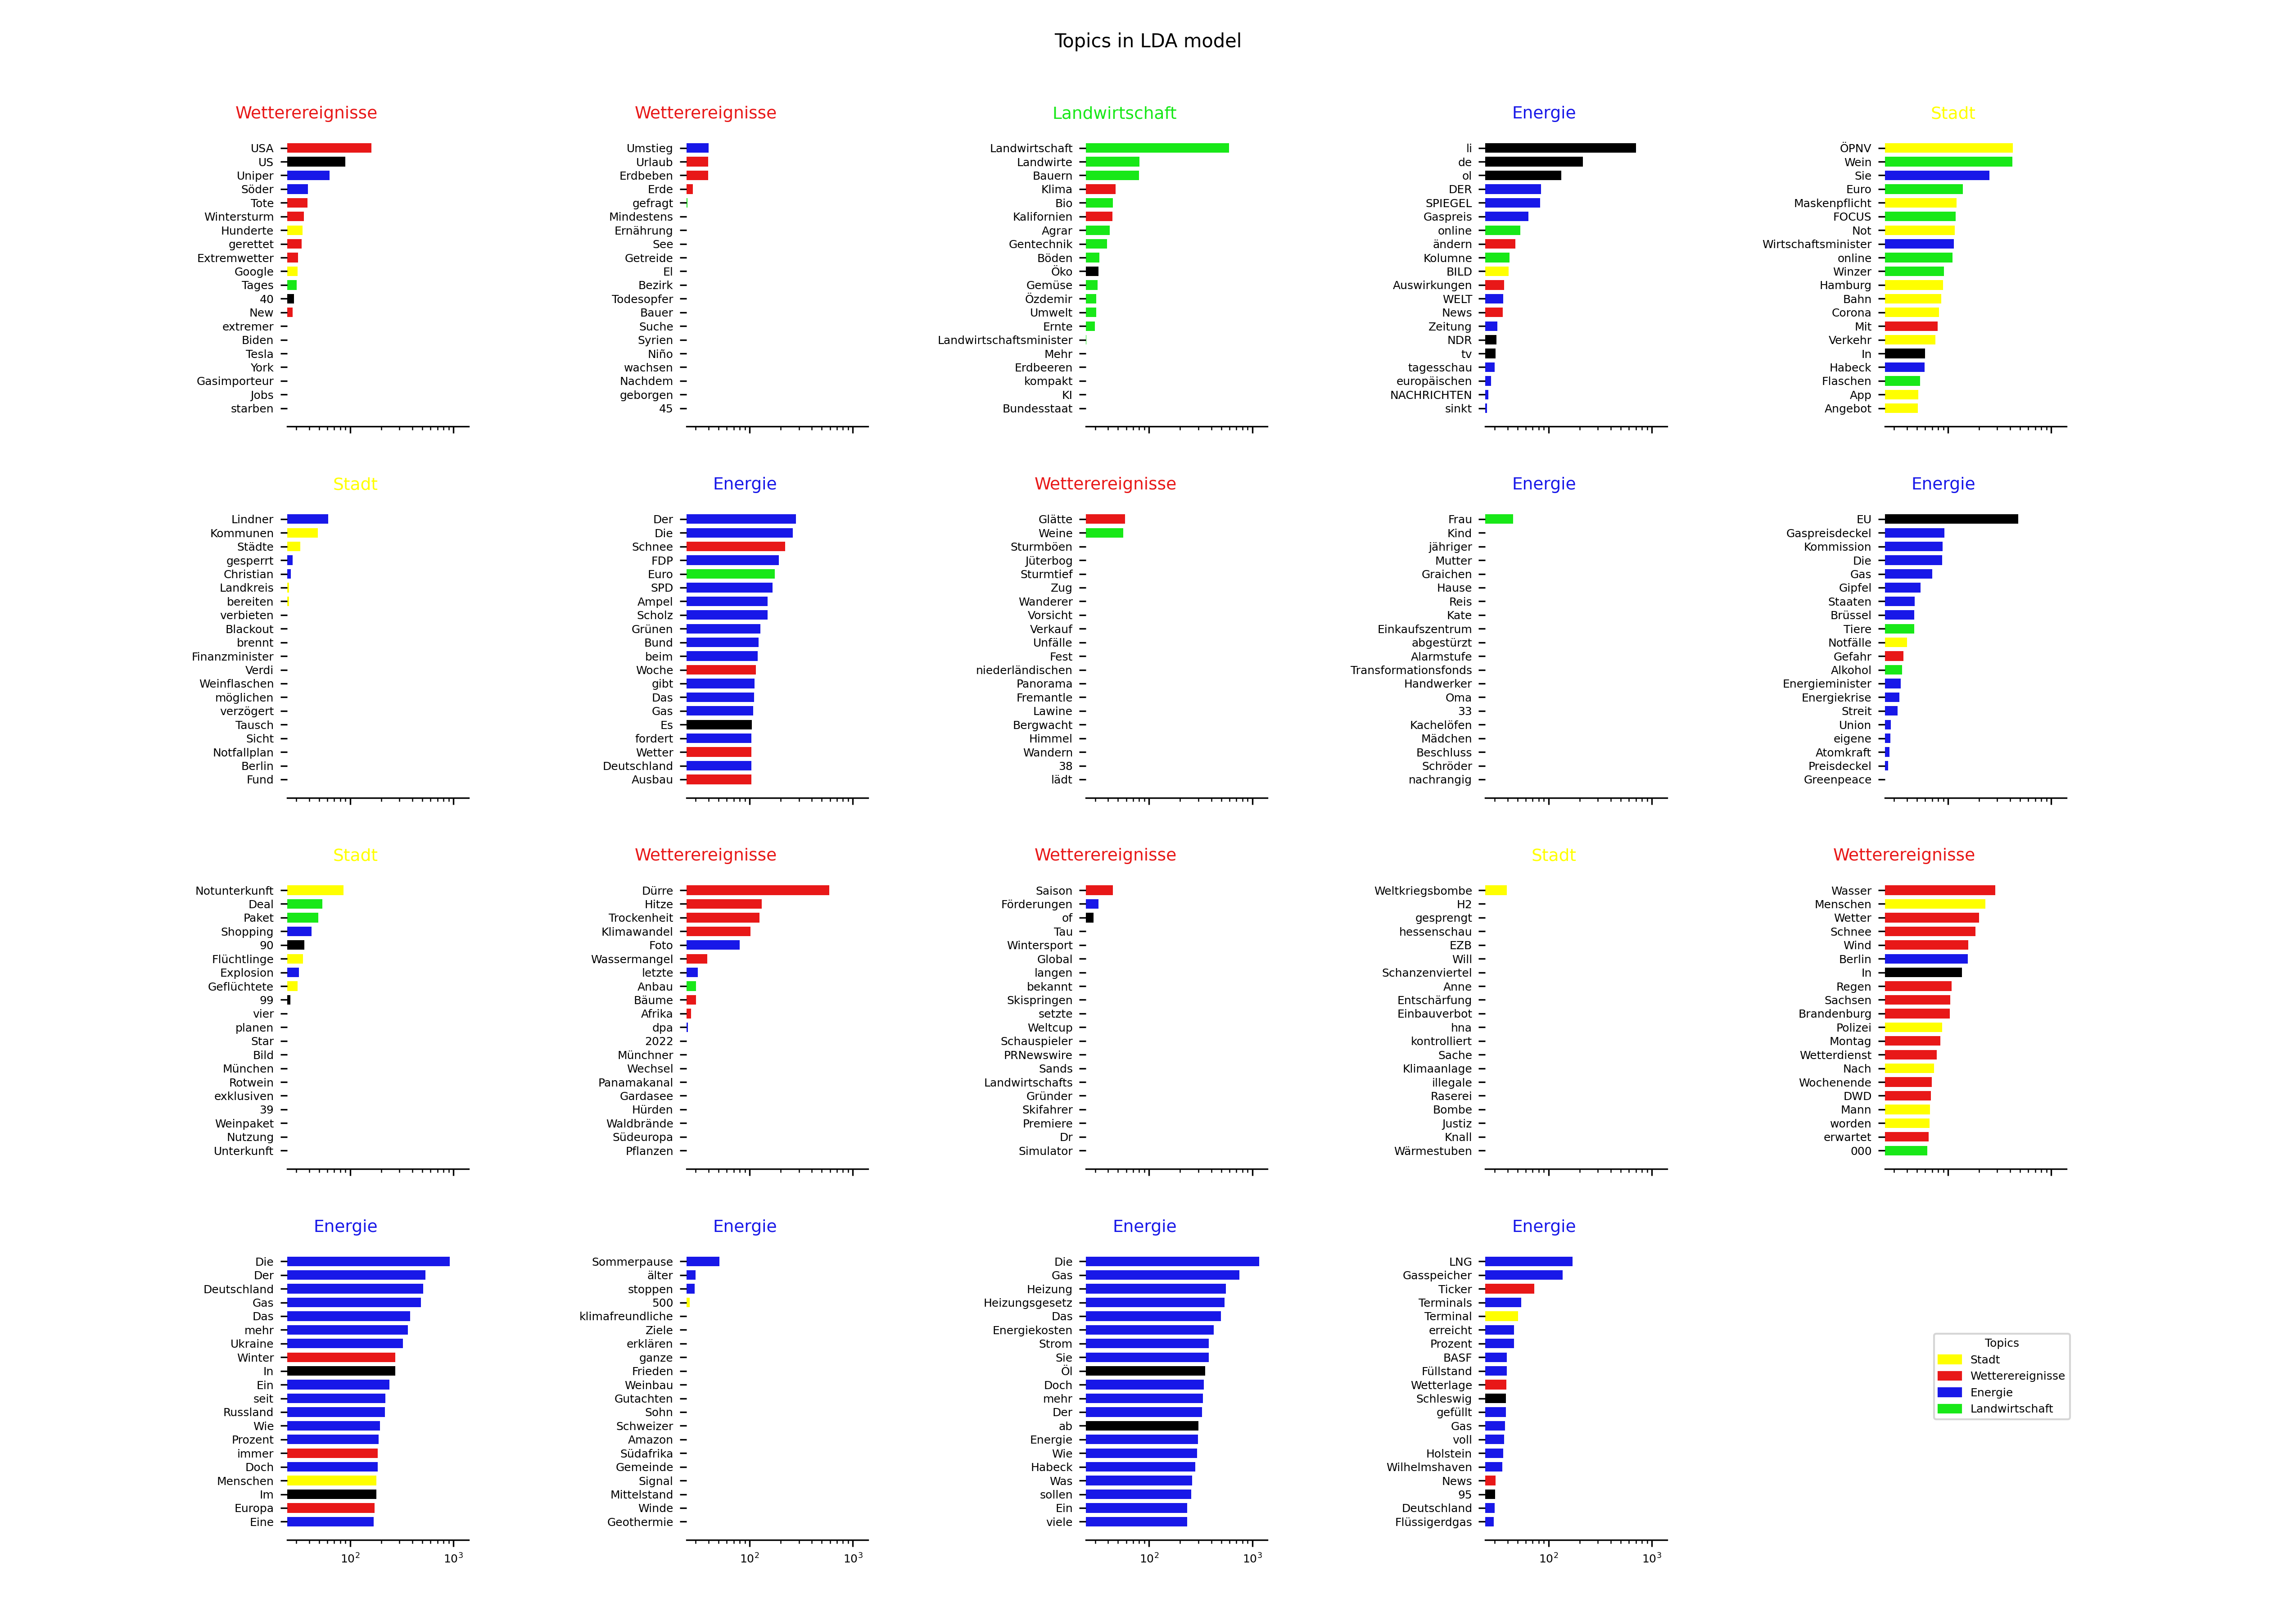 Topics in LDA model
Wetterereignisse
USA
US
Uniper
Söder
Tote
Wintersturm
Hunderte
gerettet
Extremwetter
Google
Tages
40
New
extremer
Biden
Tesla
York
Gasimporteur
Jobs
starben
Wetterereignisse
Umstieg
Urlaub
Erdbeben
Erde
gefragt
Mindestens
Ernährung
See
Getreide
El
Bezirk
Todesopfer
Bauer
Suche
Syrien
Niño
wachsen
Nachdem
geborgen
45
Landwirtschaft
Landwirtschaft
Landwirte
Bauern
Klima
Bio
Kalifornien
Agrar
Gentechnik
Böden
Öko
Gemüse
Özdemir
Umwelt
Ernte
Landwirtschaftsminister
Mehr
Erdbeeren
kompakt
KI
Bundesstaat
Energie
li
de
ol
DER
SPIEGEL
Gaspreis
online
ändern
Kolumne
BILD
Auswirkungen
WELT
News
Zeitung
NDR
tv
tagesschau
europäischen
NACHRICHTEN
sinkt
Stadt
ÖPNV
Wein
Sie
Euro
Maskenpflicht
FOCUS
Not
Wirtschaftsminister
online
Winzer
Hamburg
Bahn
Corona
Mit
Verkehr
In
Habeck
Flaschen
App
Angebot
Stadt
Lindner
Kommunen
Städte
gesperrt
Christian
Landkreis
bereiten
verbieten
Blackout
brennt
Finanzminister
Verdi
Weinflaschen
möglichen
verzögert
Tausch
Sicht
Notfallplan
Berlin
Fund
Energie
Der
Die
Schnee
FDP
Euro
SPD
Ampel
Scholz
Grünen
Bund
beim
Woche
gibt
Das
Gas
Es
fordert
Wetter
Deutschland
Ausbau
Wetterereignisse
Glätte
Weine
Sturmböen
Jüterbog
Sturmtief
Zug
Wanderer
Vorsicht
Verkauf
Unfälle
Fest
niederländischen
Panorama
Fremantle
Lawine
Bergwacht
Himmel
Wandern
38
lädt
Energie
Frau
Kind
jähriger
Mutter
Graichen
Hause
Reis
Kate
Einkaufszentrum
abgestürzt
Alarmstufe
Transformationsfonds
Handwerker
Oma
33
Kachelöfen
Mädchen
Beschluss
Schröder
nachrangig
Energie
EU
Gaspreisdeckel
Kommission
Die
Gas
Gipfel
Staaten
Brüssel
Tiere
Notfälle
Gefahr
Alkohol
Energieminister
Energiekrise
Streit
Union
eigene
Atomkraft
Preisdeckel
Greenpeace
Stadt
Notunterkunft
Deal
Paket
Shopping
90
Flüchtlinge
Explosion
Geflüchtete
99
vier
planen
Star
Bild
München
Rotwein
exklusiven
39
Weinpaket
Nutzung
Unterkunft
Wetterereignisse
Dürre
Hitze
Trockenheit
Klimawandel
Foto
Wassermangel
letzte
Anbau
Bäume
Afrika
dpa
2022
Münchner
Wechsel
Panamakanal
Gardasee
Hürden
Waldbrände
Südeuropa
Pflanzen
Wetterereignisse
Saison
Förderungen
of
Tau
Wintersport
Global
langen
bekannt
Skispringen
setzte
Weltcup
Schauspieler
PRNewswire
Sands
Landwirtschafts
Gründer
Skifahrer
Premiere
Dr
Simulator
Stadt
Weltkriegsbombe
H2
gesprengt
hessenschau
EZB
Will
Schanzenviertel
Anne
Entschärfung
Einbauverbot
hna
kontrolliert
Sache
Klimaanlage
illegale
Raserei
Bombe
Justiz
Knall
Wärmestuben
Wetterereignisse
Wasser
Menschen
Wetter
Schnee
Wind
Berlin
In
Regen
Sachsen
Brandenburg
Polizei
Montag
Wetterdienst
Nach
Wochenende
DWD
Mann
worden
erwartet
000
Energie
Die
Der
Deutschland
Gas
Das
mehr
Ukraine
Winter
In
Ein
seit
Russland
Wie
Prozent
immer
Doch
Menschen
Im
Europa
Eine
10²
10³
Energie
Sommerpause
älter
stoppen
500
klimafreundliche
Ziele
erklären
ganze
Frieden
Weinbau
Gutachten
Sohn
Schweizer
Amazon
Südafrika
Gemeinde
Signal
Mittelstand
Winde
Geothermie
10²
10³
Energie
Die
Gas
Heizung
Heizungsgesetz
Das
Energiekosten
Strom
Sie
Öl
Doch
mehr
Der
ab
Energie
Wie
Habeck
Was
sollen
Ein
viele
10²
10³
Energie
LNG
Gasspeicher
Ticker
Terminals
Terminal
erreicht
Prozent
BASF
Füllstand
Wetterlage
Schleswig
gefüllt
Gas
voll
Holstein
Wilhelmshaven
News
95
Deutschland
Flüssigerdgas
10²
10³
Topics
Stadt
Wetterereignisse
Energie
Landwirtschaft